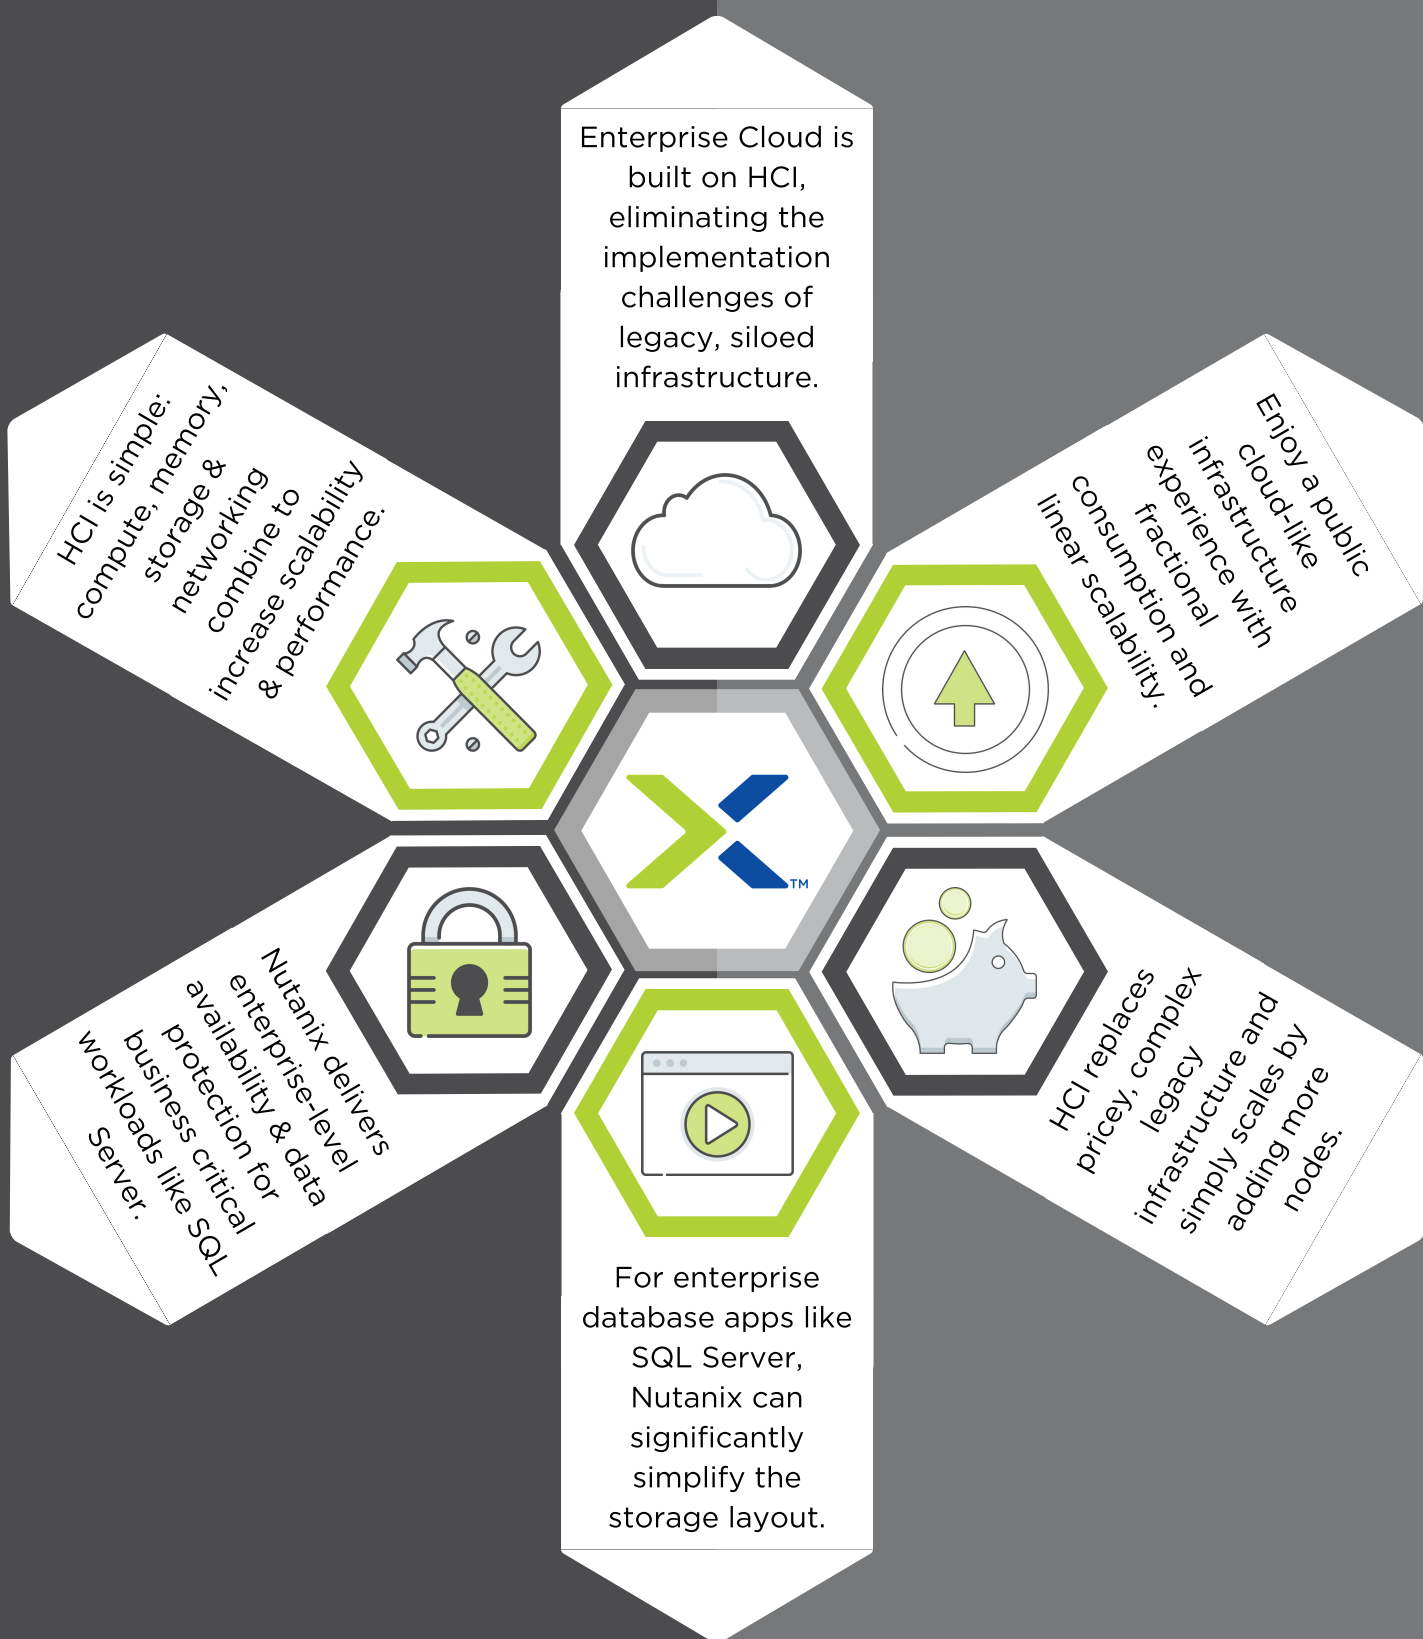 Enterprise Cloud is
built on HCI,
eliminating the
implementation
challenges of
legacy, siloed
infrastructure.
Enjoy a public
cloud-like
infrastructure
experience with
fractional
consumption and
linear scalability.
HCI replaces
pricey, complex
legacy
infrastructure and
simply scales by
adding more
nodes.
For enterprise
database apps like
SQL Server,
Nutanix can
significantly
simplify the
storage layout.
Nutanix delivers
enterprise-level
availability & data
protection for
business critical
workloads like SQL
Server.
HCI is simple:
compute, memory,
storage &
networking
combine to
increase scalability
& performance.
TM